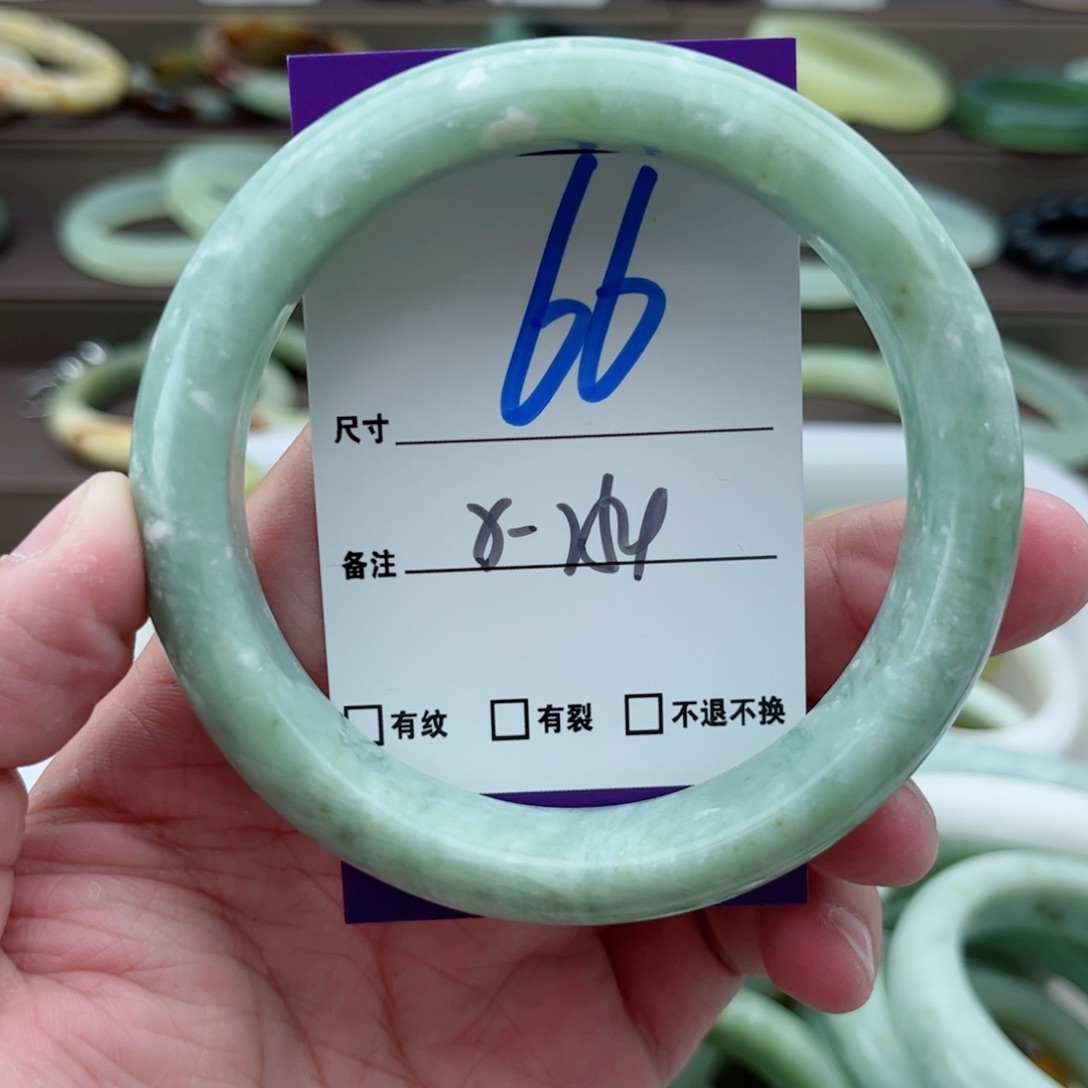 66
尺寸
备注
□有纹 □有裂 □不退不换